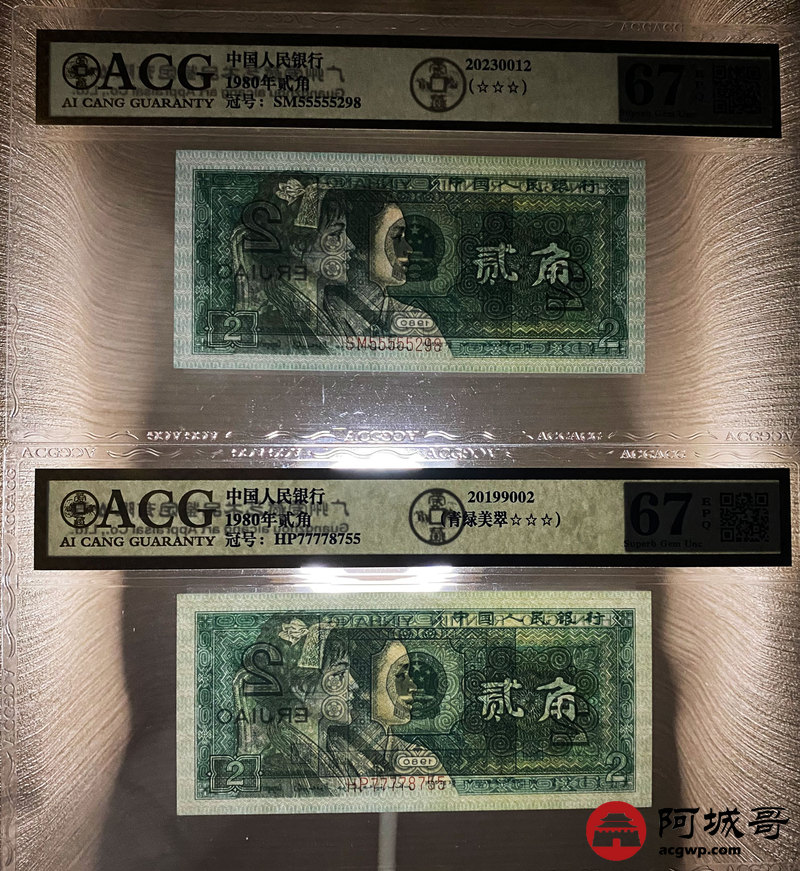 ACG
AI CANG GUARANTY
中国人民银行
1980年贰角
冠号：SM55555298
20230012
(☆☆☆)
67
Superb Gem Unc
中国人民银行
贰角
ERJIAO
1980
2
2
SM55555298
ACG
AI CANG GUARANTY
中国人民银行
1980年贰角
冠号：HP77778755
20199002
(青绿美翠☆☆☆)
67
EPQ
Superb Gem Unc
中国人民银行
贰角
ERJIAO
1980
2
2
HP77778755
阿城哥
acgwp.com